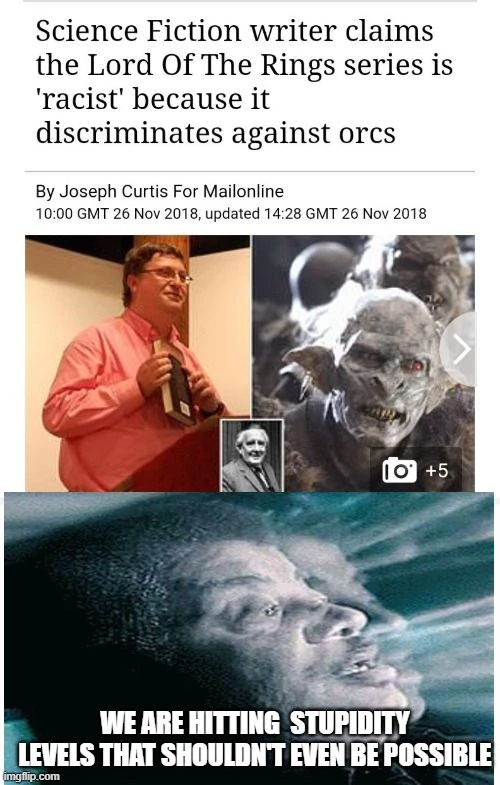 Science Fiction writer claims
the Lord Of The Rings series is
'racist' because it
discriminates against orcs
By Joseph Curtis For Mailonline
10:00 GMT 26 Nov 2018, updated 14:28 GMT 26 Nov 2018
+5
WE ARE HITTING STUPIDITY
LEVELS THAT SHOULDN'T EVEN BE POSSIBLE
imgflip.com